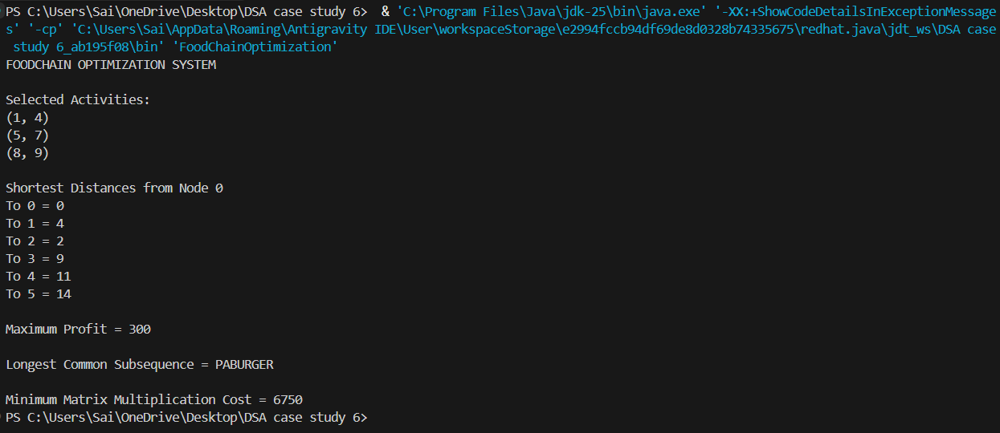 PS C:\Users\Sai\OneDrive\Desktop\DSA case study 6>  & 'C:\Program Files\Java\jdk-25\bin\java.exe' '-XX:+ShowCodeDetailsInExceptionMessage
s' '-cp' 'C:\Users\Sai\AppData\Roaming\Antigravity IDE\User\workspaceStorage\e2994fccb94df69de8d0328b74335675\redhat.java\jdt_ws\DSA case
 study 6_ab195f08\bin' 'FoodChainOptimization'
FOODCHAIN OPTIMIZATION SYSTEM

Selected Activities:
(1, 4)
(5, 7)
(8, 9)

Shortest Distances from Node 0
To 0 = 0
To 1 = 4
To 2 = 2
To 3 = 9
To 4 = 11
To 5 = 14

Maximum Profit = 300

Longest Common Subsequence = PABURGER

Minimum Matrix Multiplication Cost = 6750
PS C:\Users\Sai\OneDrive\Desktop\DSA case study 6>